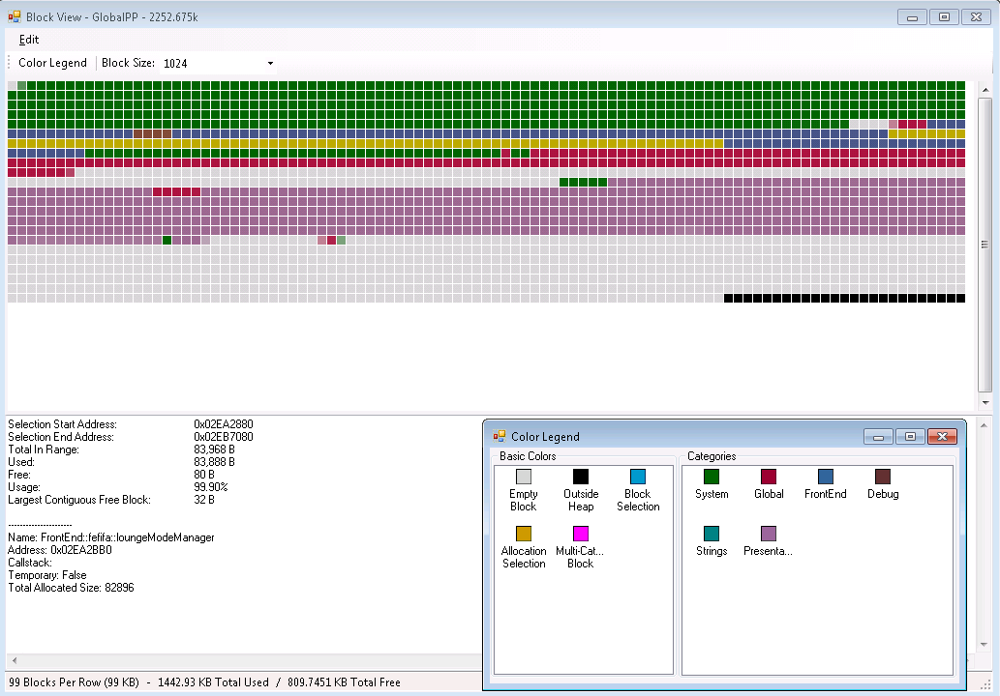 Block View - GlobalPP - 2252.675k
Edit
Color Legend Block Size: 1024
Selection Start Address: 0x02EA2880
Selection End Address: 0x02EB7080
Total In Range: 83,968 B
Used: 83,888 B
Free: 80 B
Usage: 99.90%
Largest Contiguous Free Block: 32 B
----------------------
Name: FrontEnd::fefifa::loungeModeManager
Address: 0x02EA2BB0
Callstack:
Temporary: False
Total Allocated Size: 82896
Color Legend
Basic Colors
Empty Block
Outside Heap
Block Selection
Allocation Selection
Multi-Cat... Block
Categories
System
Global
FrontEnd
Debug
Strings
Presenta...
99 Blocks Per Row (99 KB) - 1442.93 KB Total Used / 809.7451 KB Total Free